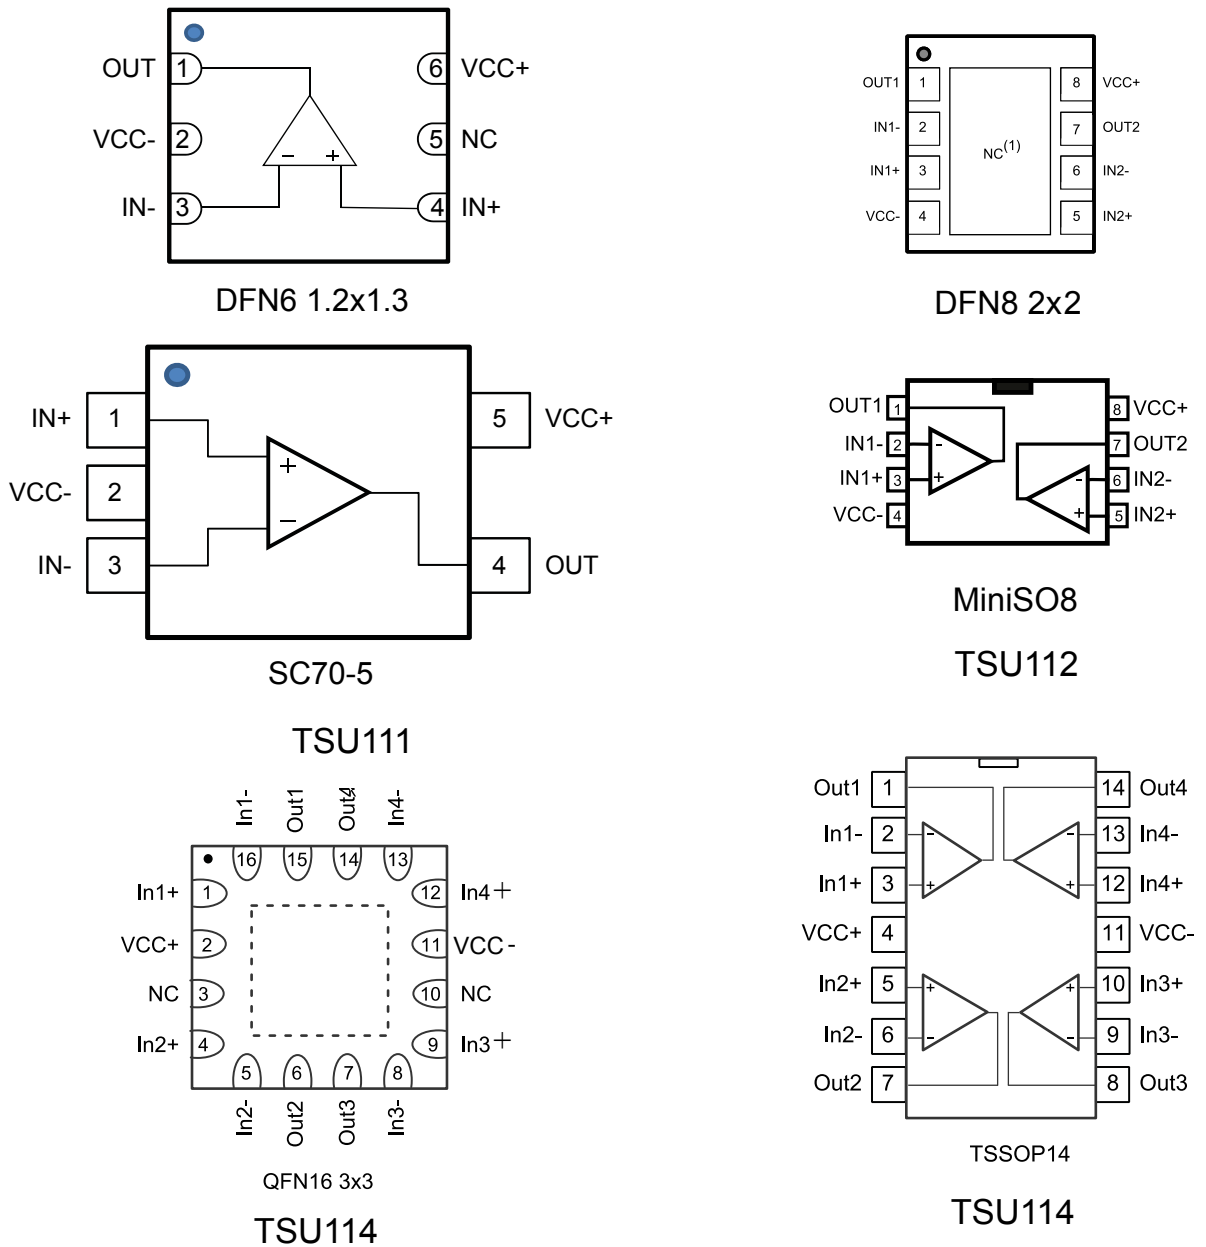 OUT 1 6 VCC+
VCC- 2 5 NC
IN- 3 4 IN+
- +
DFN6 1.2x1.3
OUT1 1 8 VCC+
IN1- 2 7 OUT2
IN1+ 3 6 IN2-
VCC- 4 5 IN2+
NC(1)
DFN8 2x2
IN+ 1 5 VCC+
VCC- 2
IN- 3 4 OUT
+
-
SC70-5
TSU111
OUT1 1 8 VCC+
IN1- 2 - 7 OUT2
IN1+ 3 + - 6 IN2-
VCC- 4 + 5 IN2+
MiniSO8
TSU112
In1- Out1 Out4 In4-
16 15 14 13
In1+ 1 12 In4+
VCC+ 2 11 VCC-
NC 3 10 NC
In2+ 4 9 In3+
5 6 7 8
In2- Out2 Out3 In3-
QFN16 3x3
TSU114
Out1 1 14 Out4
In1- 2 - - 13 In4-
In1+ 3 + + 12 In4+
VCC+ 4 11 VCC-
In2+ 5 + + 10 In3+
In2- 6 - - 9 In3-
Out2 7 8 Out3
TSSOP14
TSU114